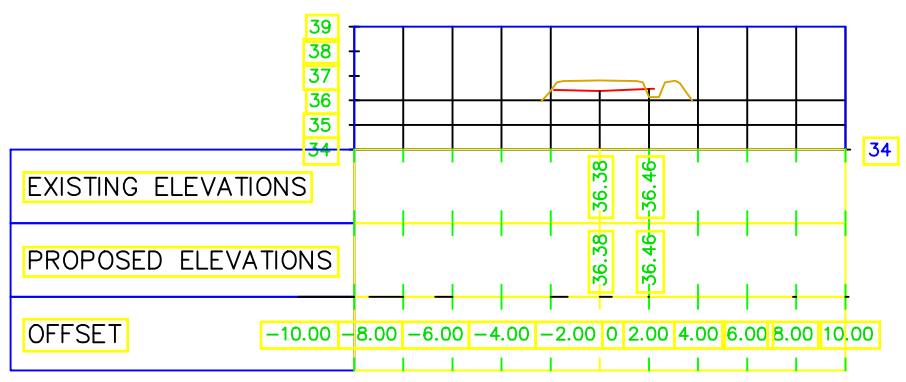 39
38
37
36
35
34
34
EXISTING ELEVATIONS 36.38 36.46
PROPOSED ELEVATIONS 36.38 36.46
OFFSET -10.00 -8.00 -6.00 -4.00 -2.00 0 2.00 4.00 6.00 8.00 10.00